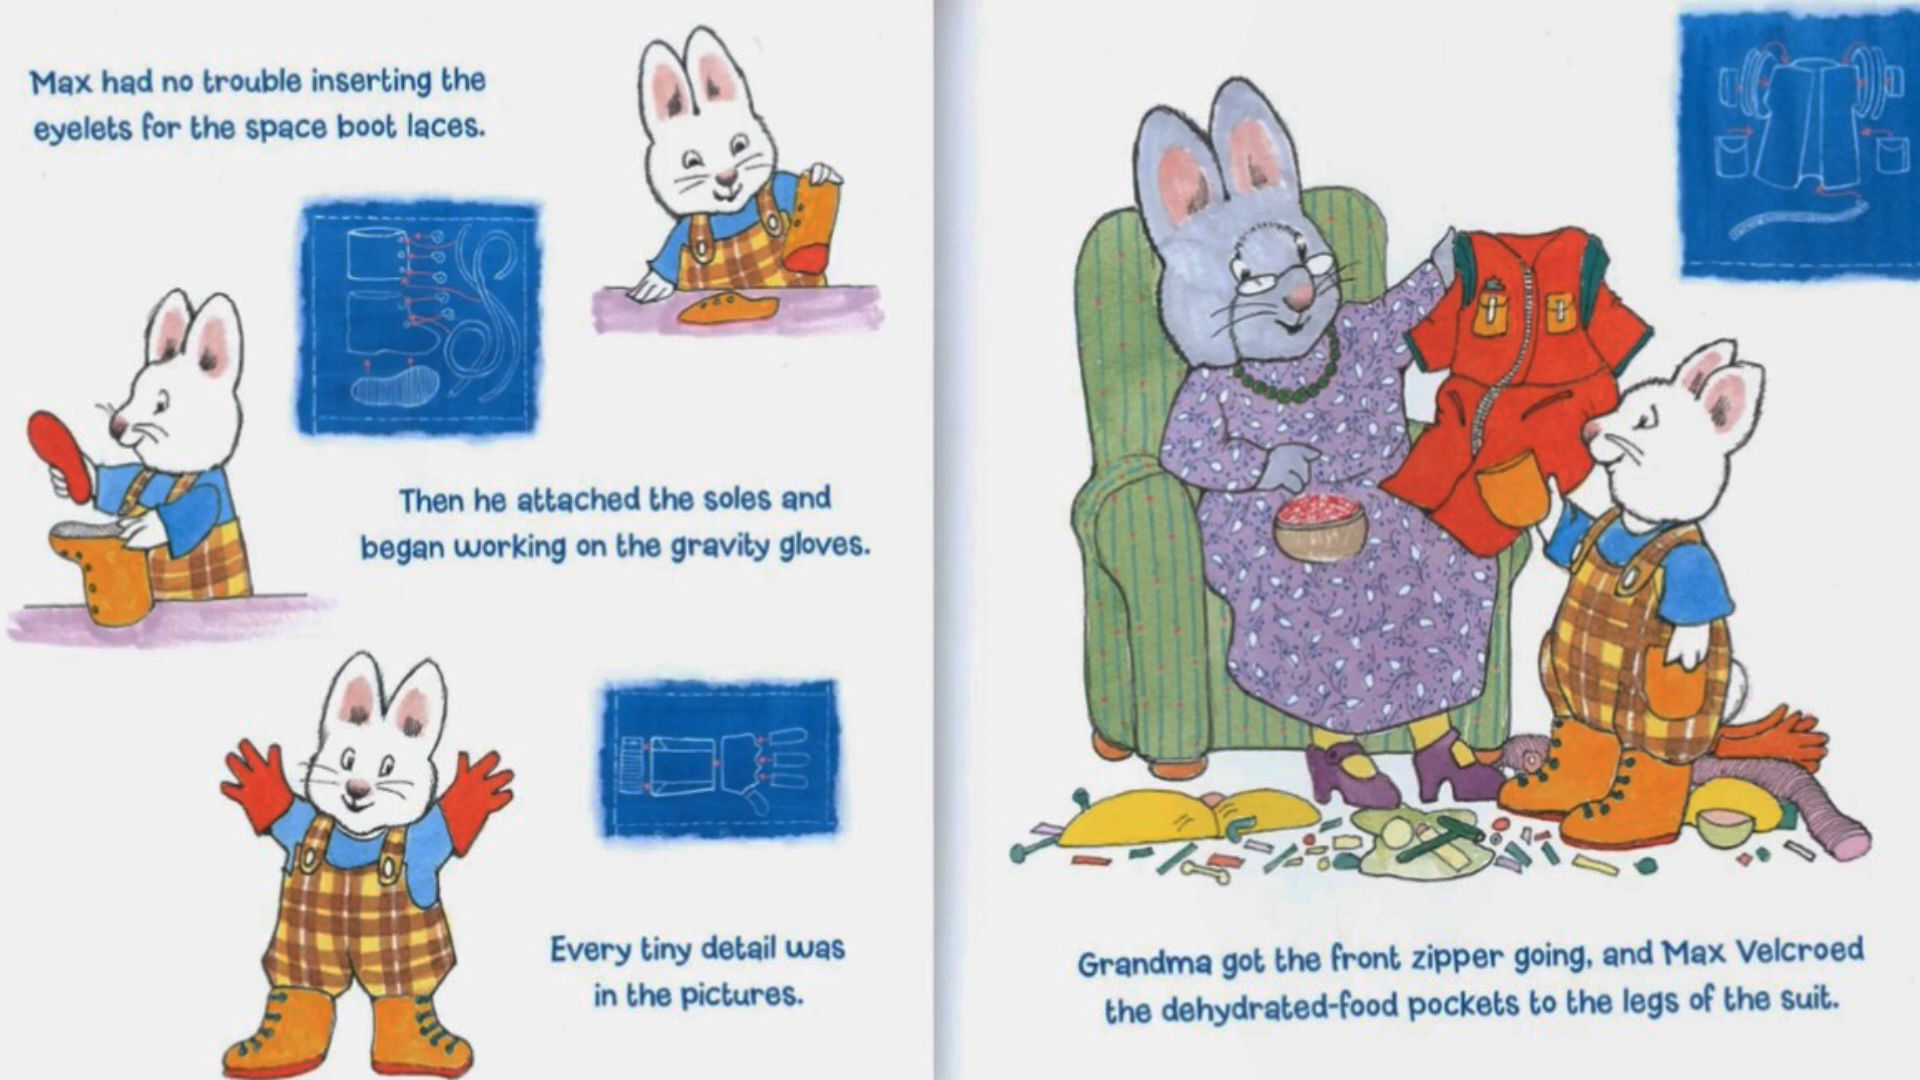 Max had no trouble inserting the
eyelets for the space boot laces.
Then he attached the soles and
began working on the gravity gloves.
Every tiny detail was
in the pictures.
Grandma got the front zipper going, and Max Velcroed
the dehydrated-food pockets to the legs of the suit.